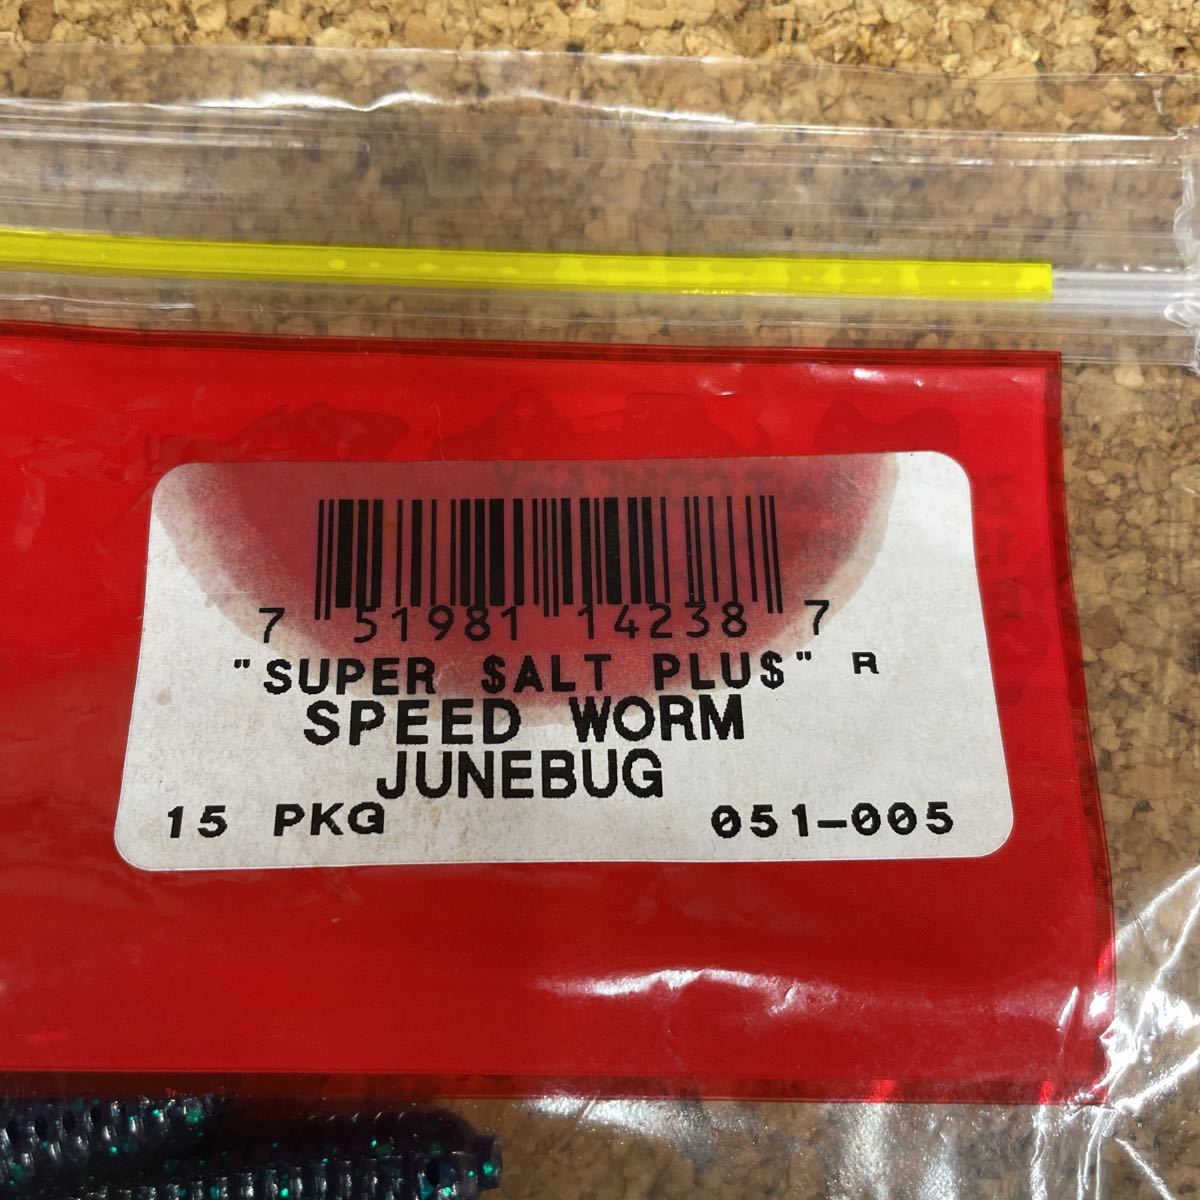 7 51981 14238 7
"SUPER $ALT PLU$" R
SPEED WORM
JUNEBUG
15 PKG 051-005